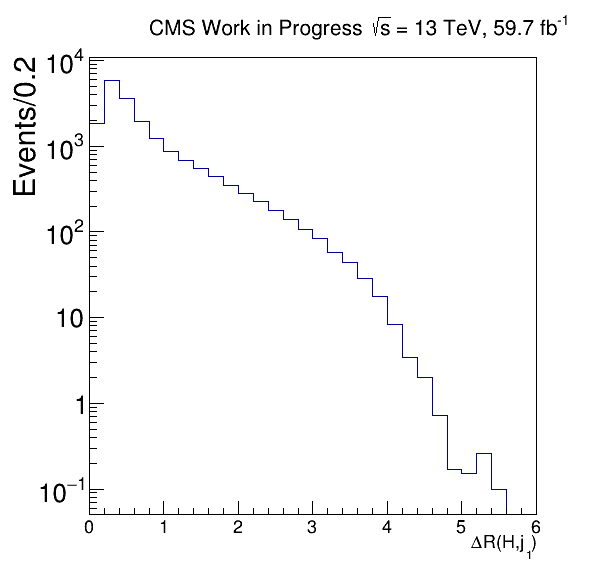 CMS Work in Progress √s = 13 TeV, 59.7 fb⁻¹
Events/0.2
10⁴
10³
10²
10
1
10⁻¹
0 1 2 3 4 5 6
ΔR(H,j₁)